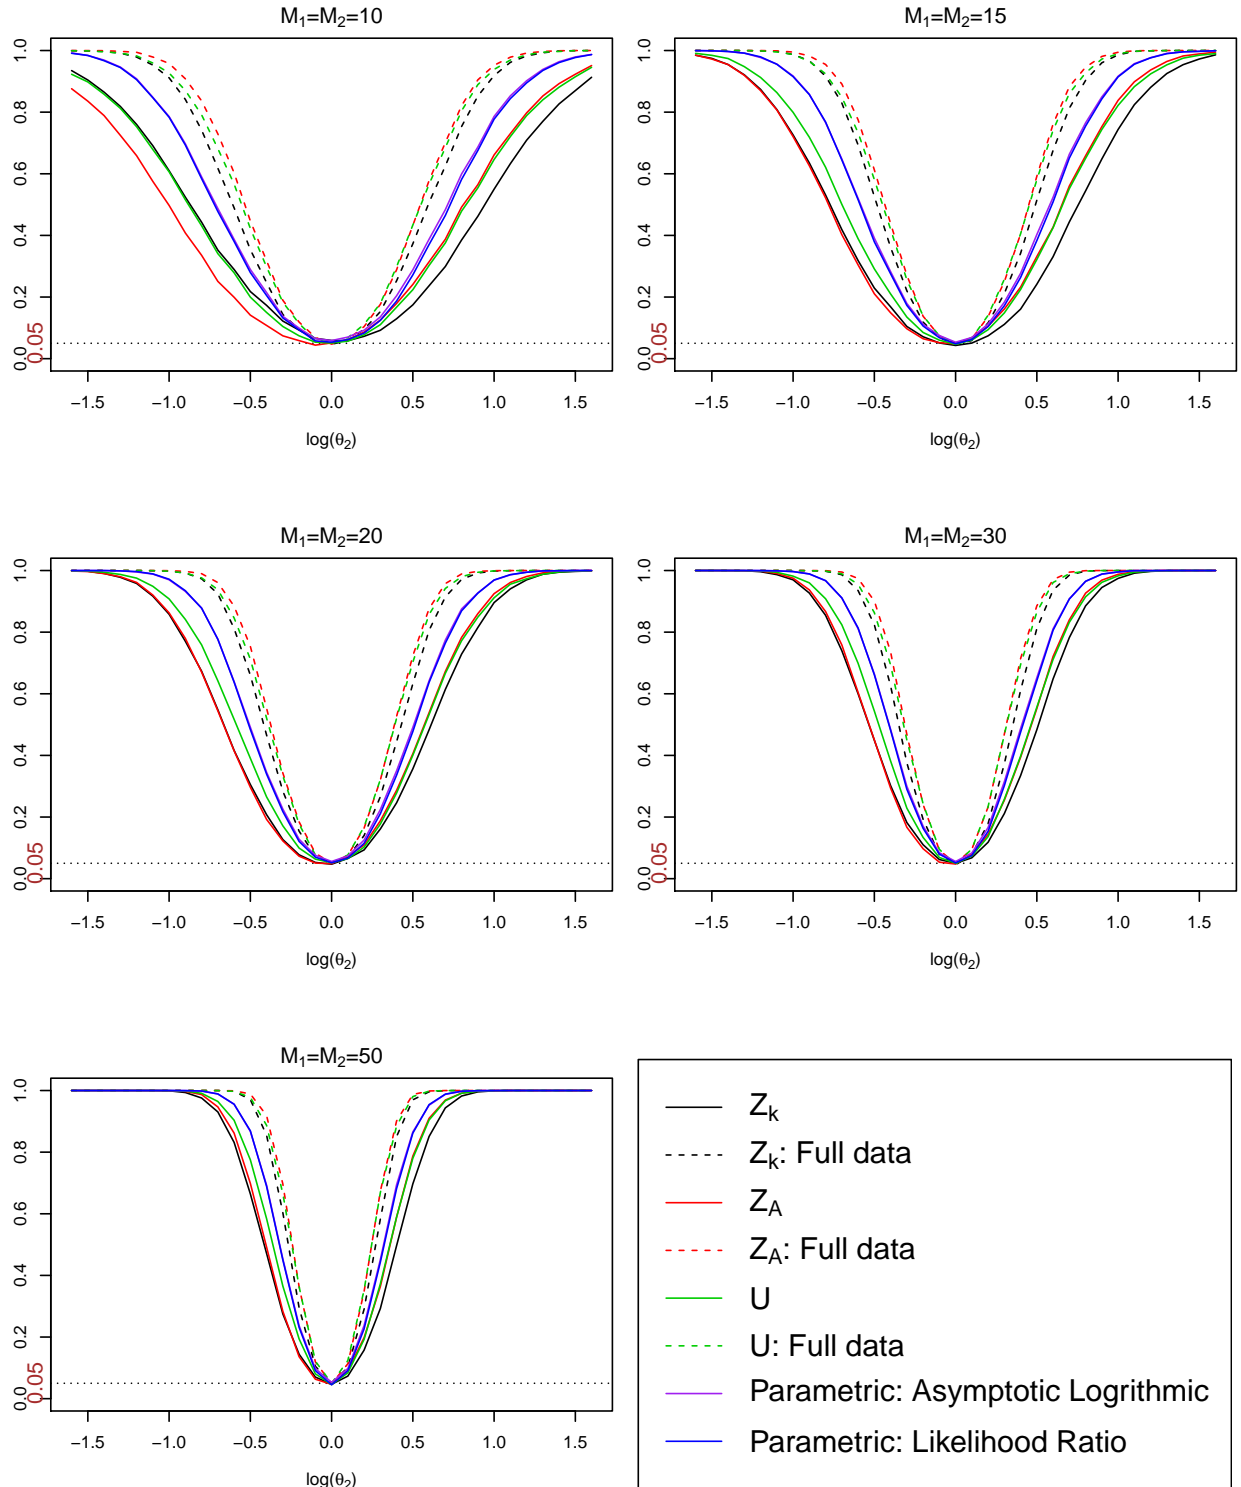 M₁=M₂=10
1.0
0.8
0.6
0.4
0.2
0.0
0.05
−1.5 −1.0 −0.5 0.0 0.5 1.0 1.5
log(θ₂)
M₁=M₂=15
1.0
0.8
0.6
0.4
0.2
0.0
0.05
−1.5 −1.0 −0.5 0.0 0.5 1.0 1.5
log(θ₂)
M₁=M₂=20
1.0
0.8
0.6
0.4
0.2
0.0
0.05
−1.5 −1.0 −0.5 0.0 0.5 1.0 1.5
log(θ₂)
M₁=M₂=30
1.0
0.8
0.6
0.4
0.2
0.0
0.05
−1.5 −1.0 −0.5 0.0 0.5 1.0 1.5
log(θ₂)
M₁=M₂=50
1.0
0.8
0.6
0.4
0.2
0.0
0.05
−1.5 −1.0 −0.5 0.0 0.5 1.0 1.5
log(θ₂)
Zₖ
Zₖ: Full data
Z_A
Z_A: Full data
U
U: Full data
Parametric: Asymptotic Logrithmic
Parametric: Likelihood Ratio